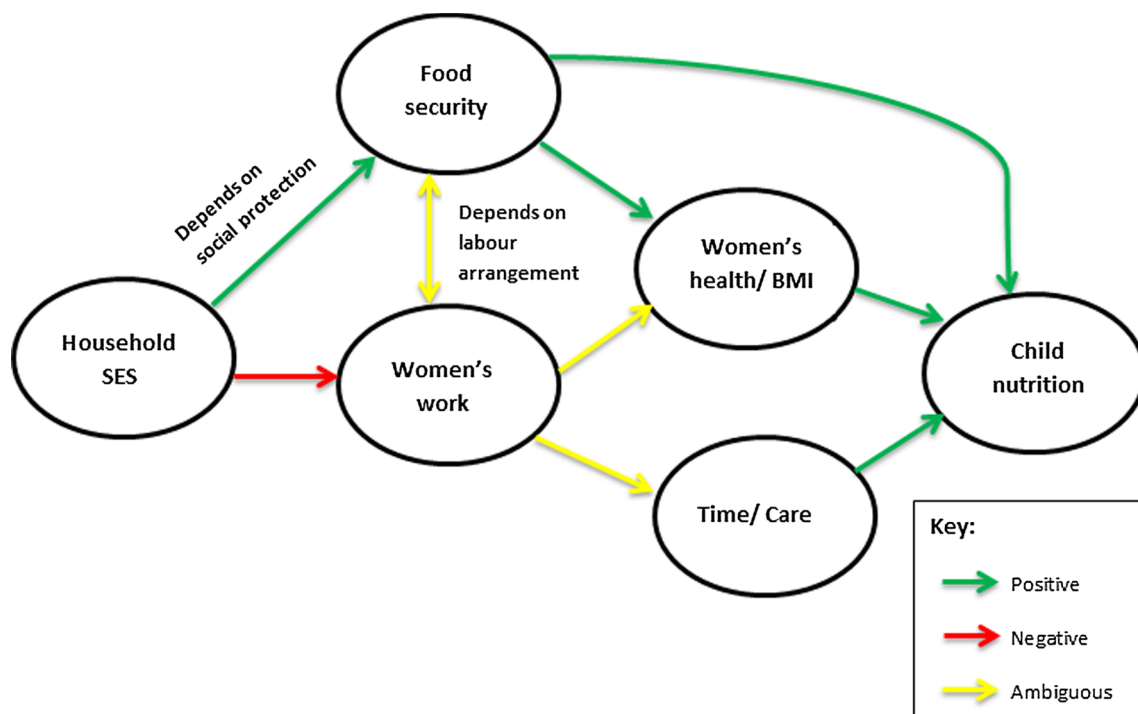 Food
security
Depends on
social protection
Depends on
labour
arrangement
Women's
health/ BMI
Household
SES
Women's
work
Child
nutrition
Time/ Care
Key:
Positive
Negative
Ambiguous